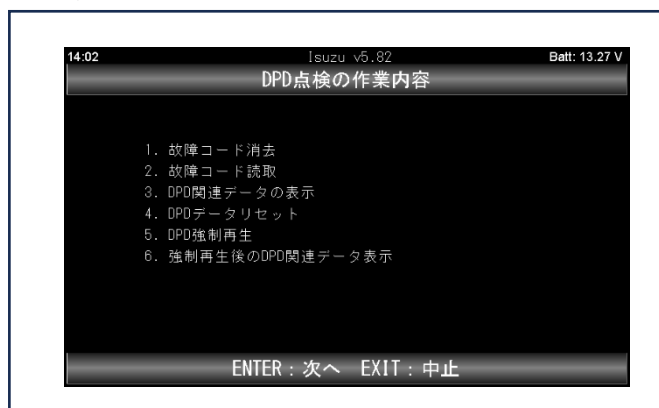 14:02 Isuzu v5.82 Batt: 13.27 V
DPD点検の作業内容
1. 故障コード消去
2. 故障コード読取
3. DPD関連データの表示
4. DPDデータリセット
5. DPD強制再生
6. 強制再生後のDPD関連データ表示
ENTER：次へ EXIT：中止